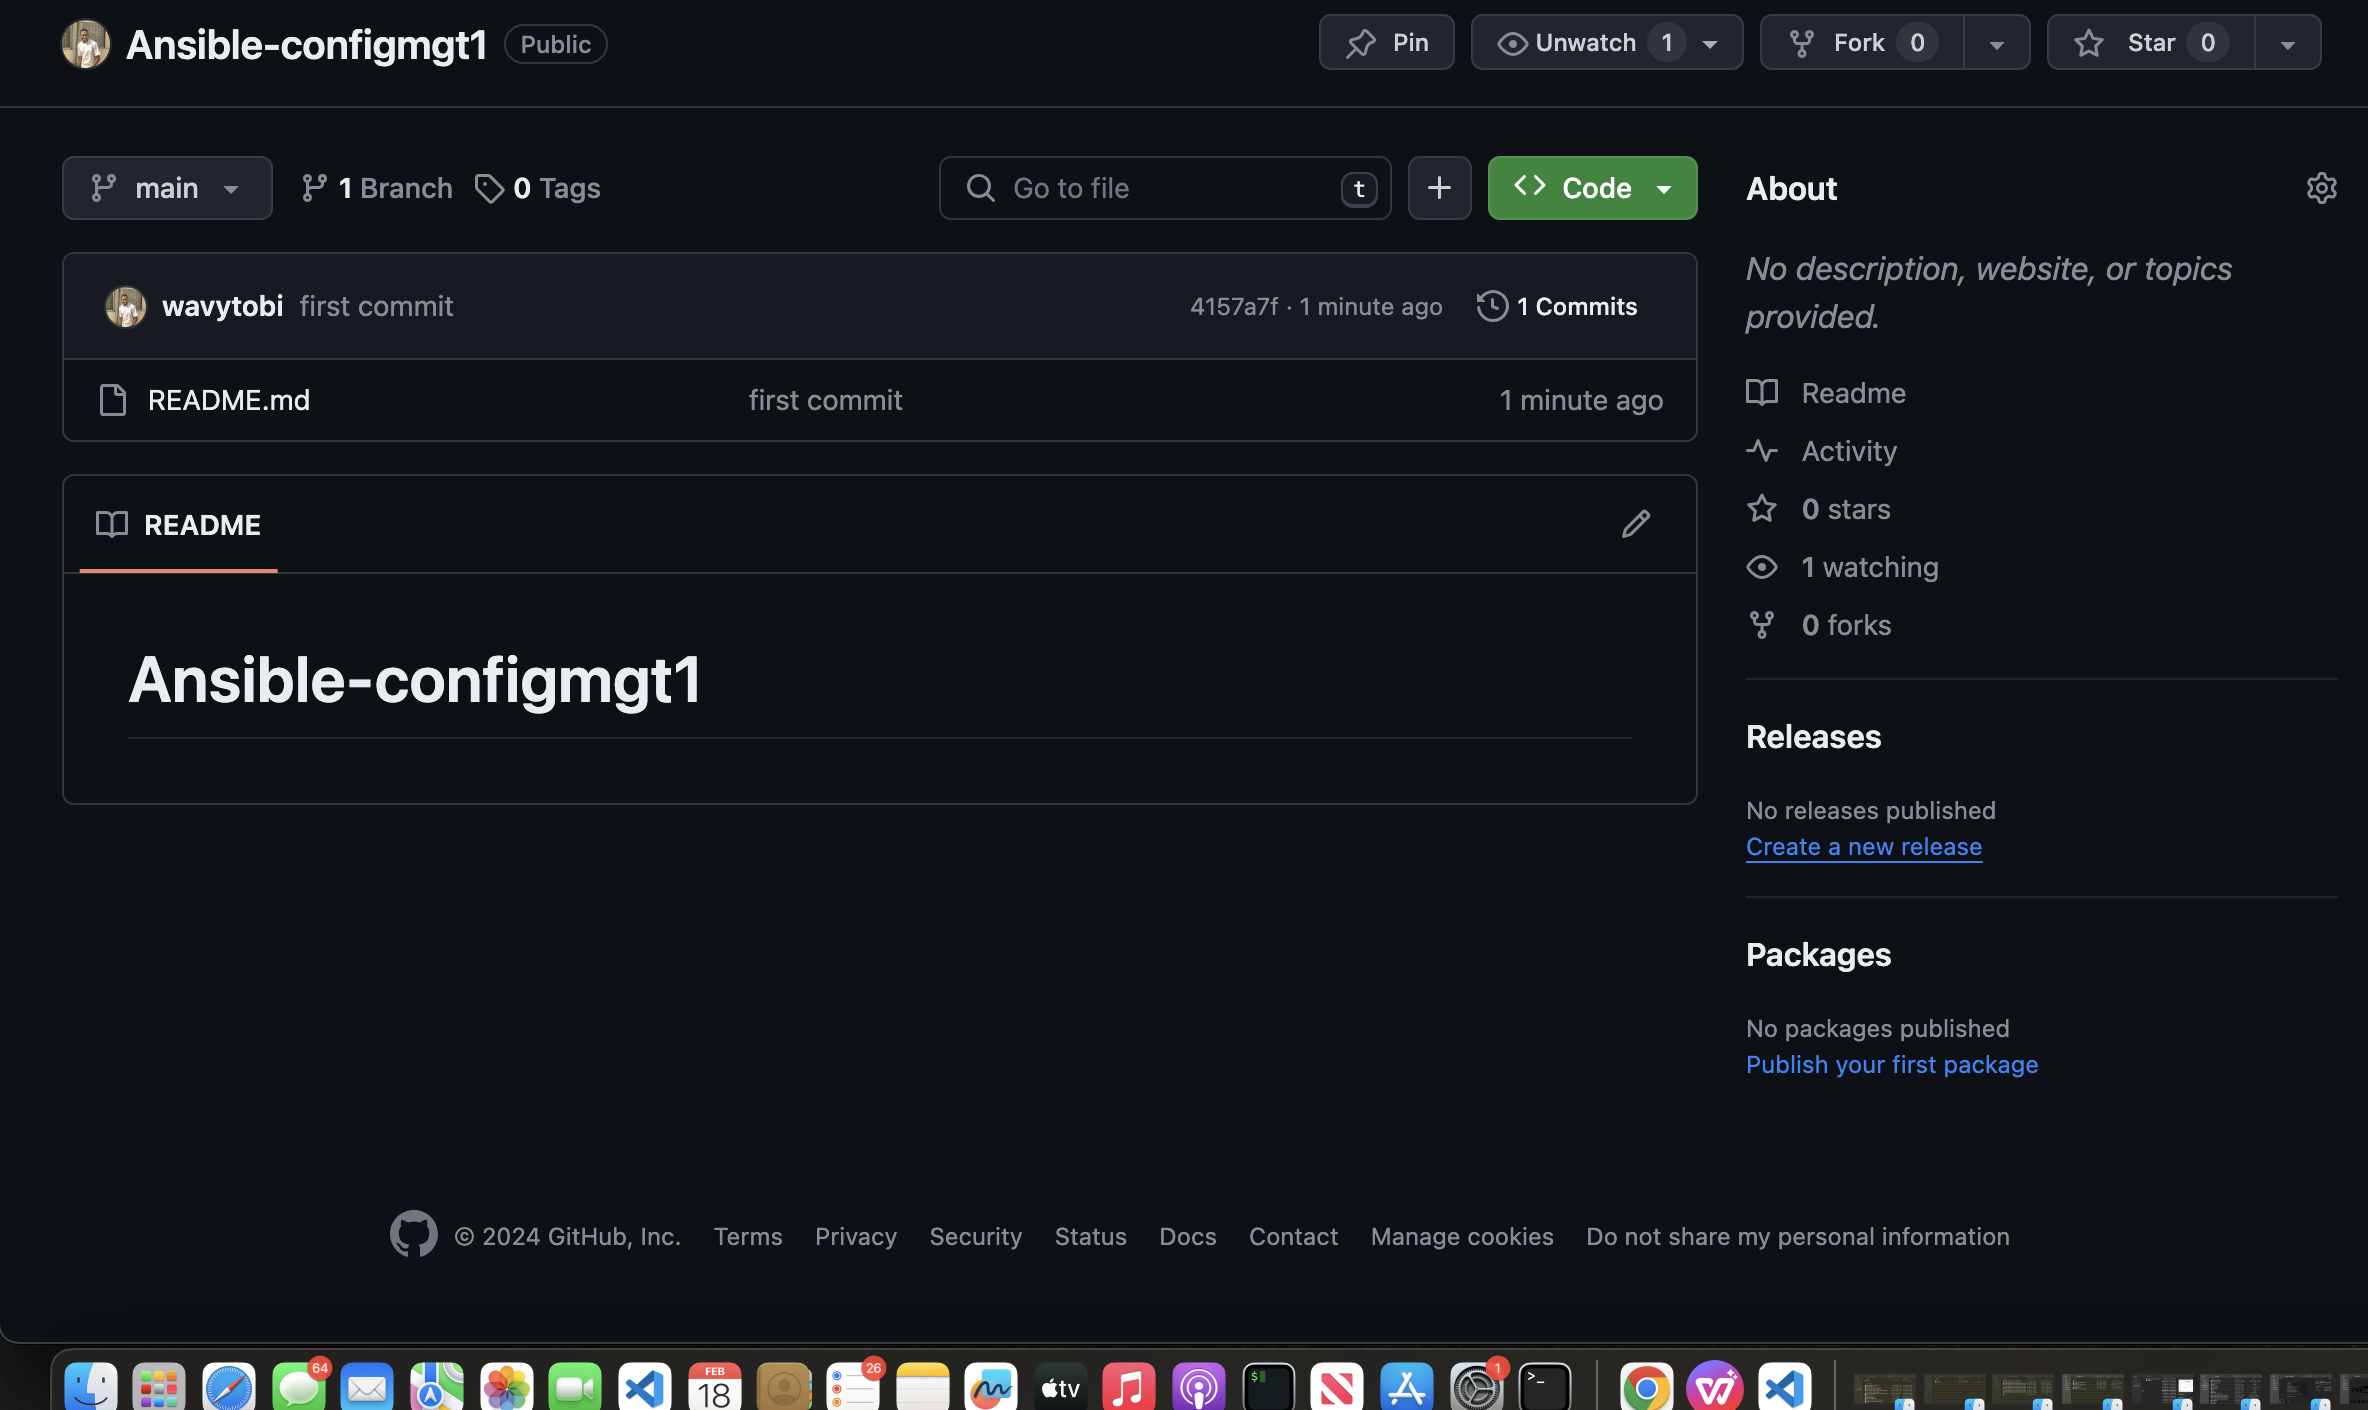 Ansible-configmgt1 Public Pin Unwatch 1 Fork 0 Star 0
main 1 Branch 0 Tags Go to file t Code
About
No description, website, or topics
provided.
wavytobi first commit 4157a7f · 1 minute ago 1 Commits
README.md first commit 1 minute ago
Readme
Activity
0 stars
1 watching
0 forks
README
Ansible-configmgt1
Releases
No releases published
Create a new release
Packages
No packages published
Publish your first package
© 2024 GitHub, Inc. Terms Privacy Security Status Docs Contact Manage cookies Do not share my personal information
64 FEB 18 26 tv $ 1 >_